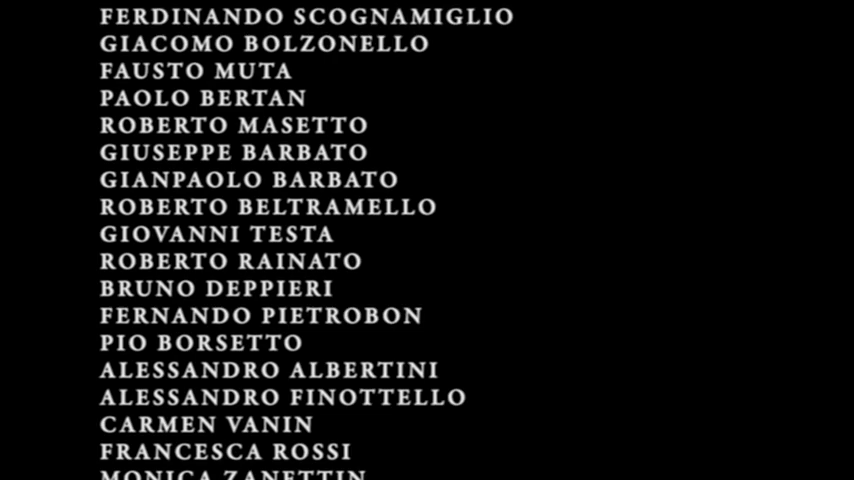 FERDINANDO SCOGNAMIGLIO
GIACOMO BOLZONELLO
FAUSTO MUTA
PAOLO BERTAN
ROBERTO MASETTO
GIUSEPPE BARBATO
GIANPAOLO BARBATO
ROBERTO BELTRAMELLO
GIOVANNI TESTA
ROBERTO RAINATO
BRUNO DEPPIERI
FERNANDO PIETROBON
PIO BORSETTO
ALESSANDRO ALBERTINI
ALESSANDRO FINOTTELLO
CARMEN VANIN
FRANCESCA ROSSI
MONICA ZANETTIN